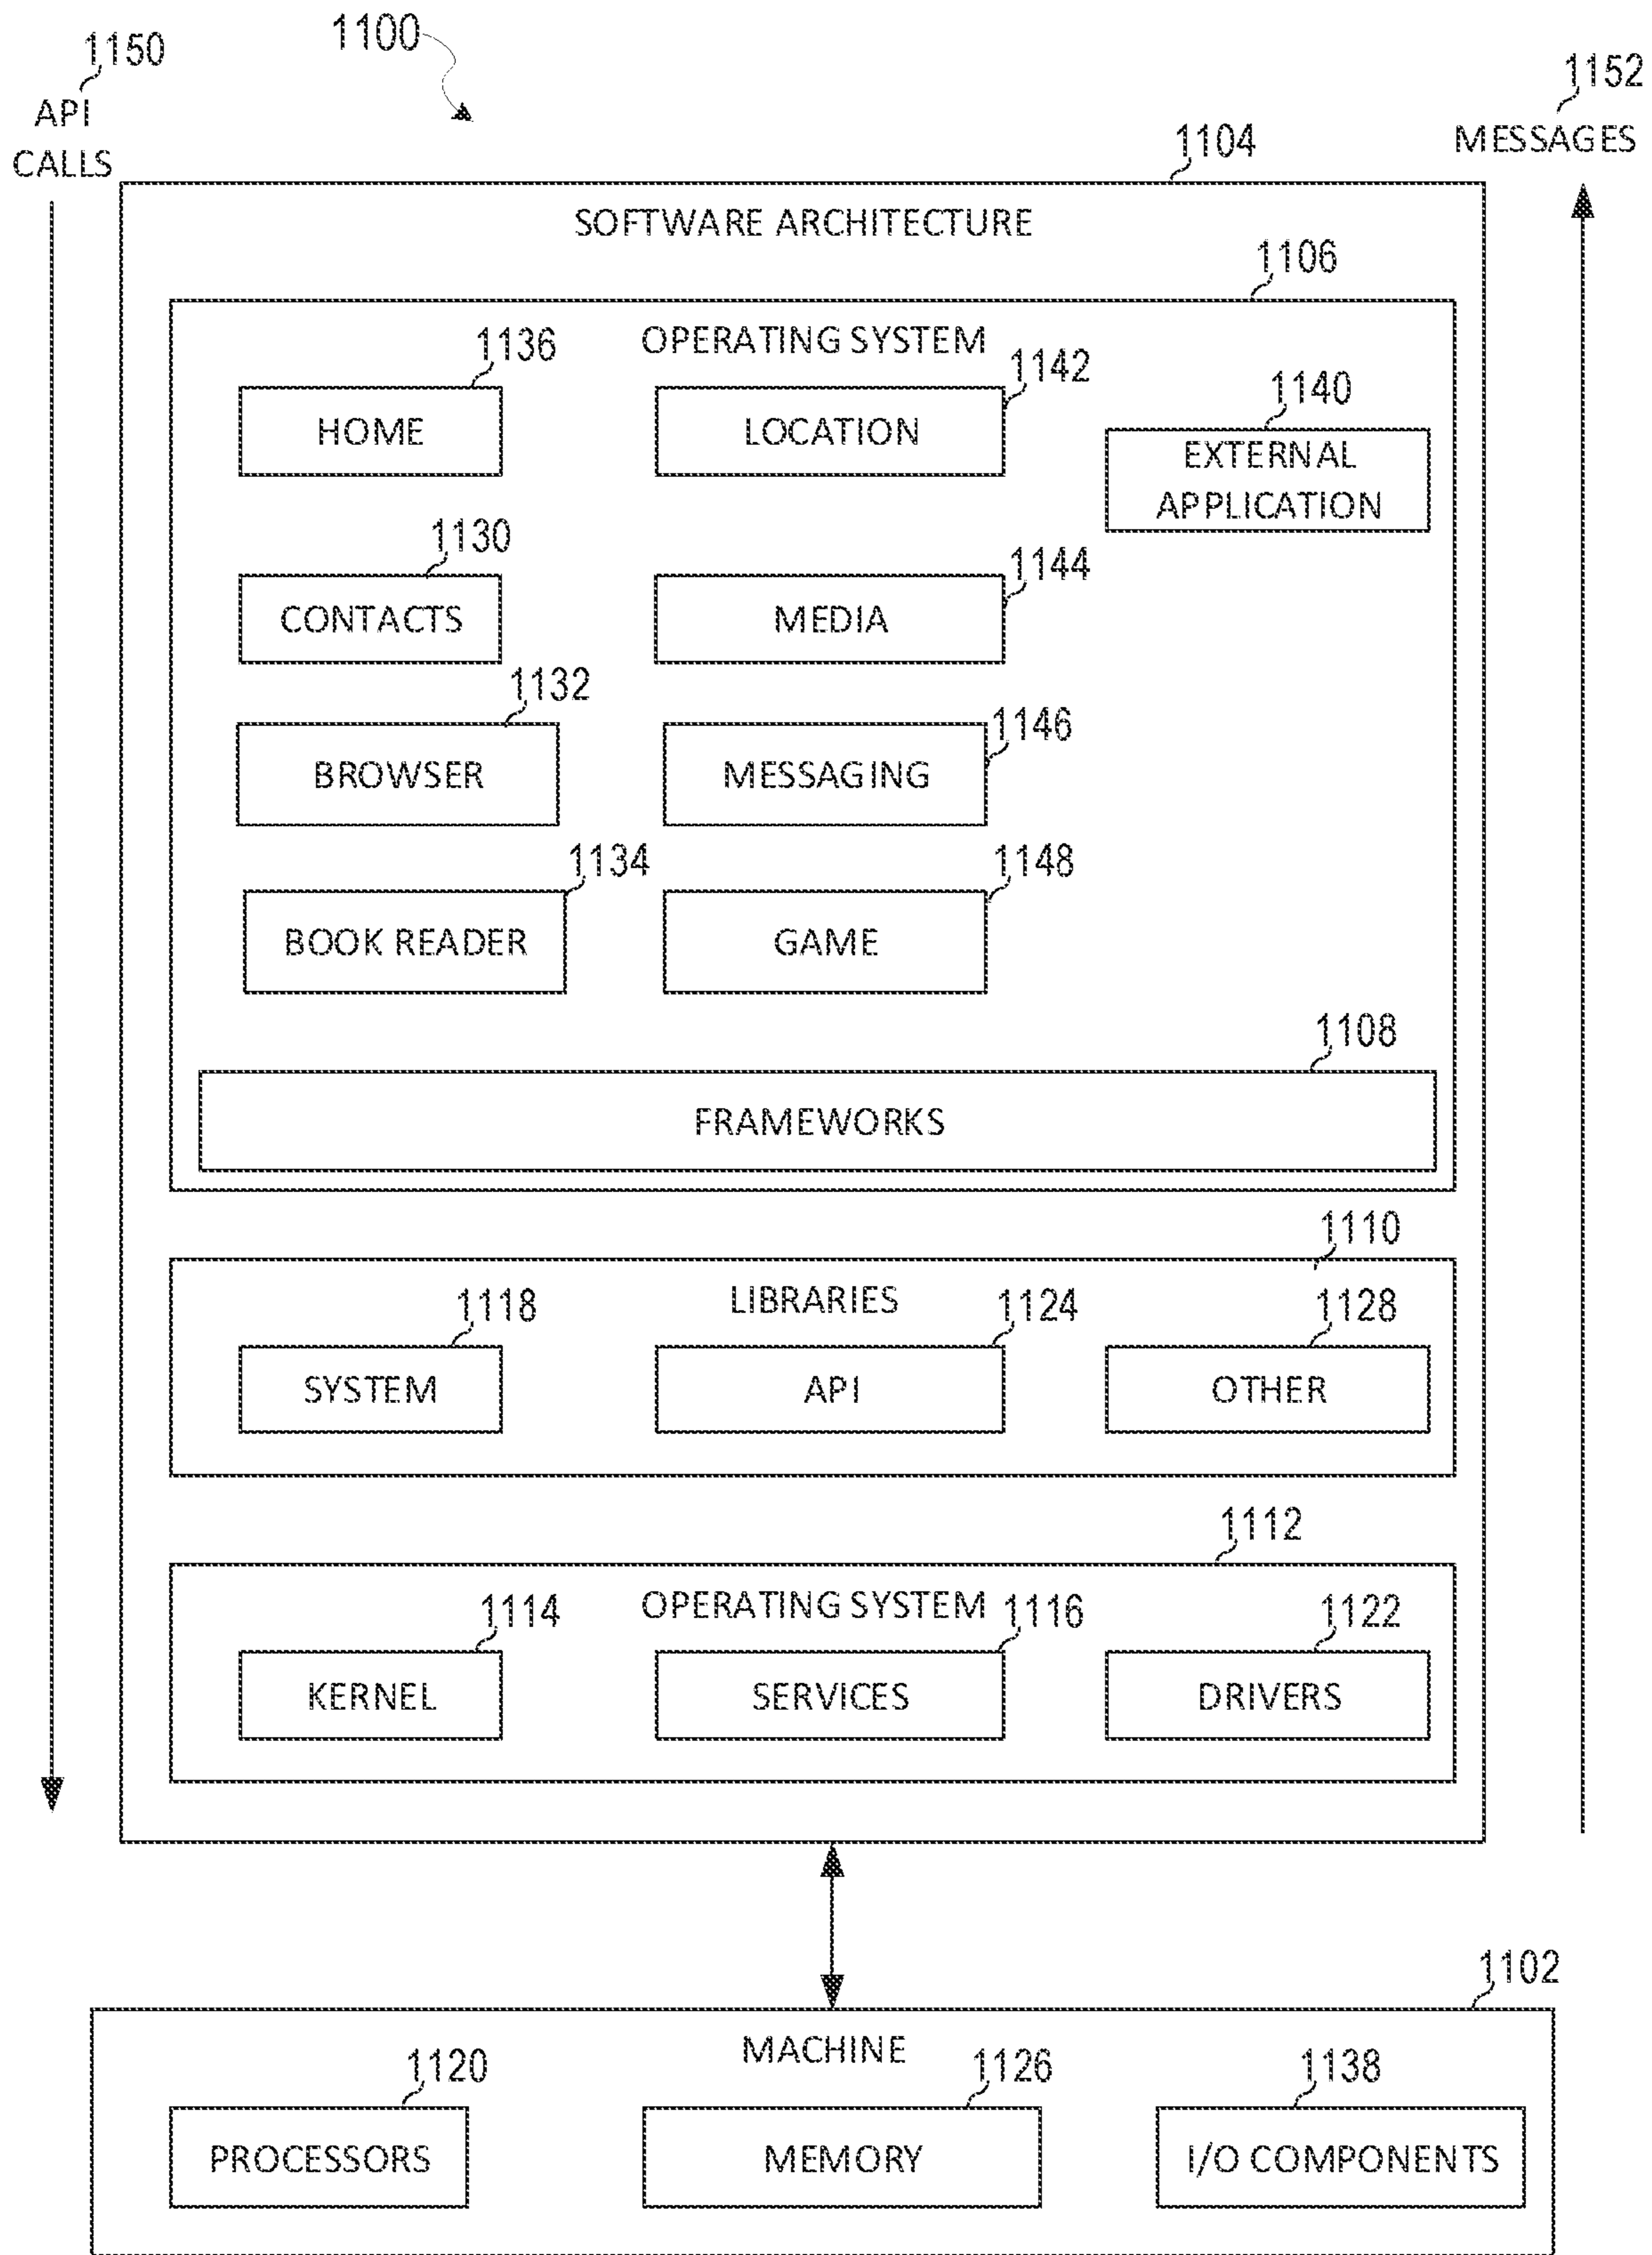 1100
1150
API
CALLS
1152
MESSAGES
1104
SOFTWARE ARCHITECTURE
1106
OPERATING SYSTEM
1136
HOME
1142
LOCATION
1140
EXTERNAL
APPLICATION
1130
CONTACTS
1144
MEDIA
1132
BROWSER
1146
MESSAGING
1134
BOOK READER
1148
GAME
1108
FRAMEWORKS
1110
LIBRARIES
1118
SYSTEM
1124
API
1128
OTHER
1112
OPERATING SYSTEM
1114
KERNEL
1116
SERVICES
1122
DRIVERS
1102
MACHINE
1120
PROCESSORS
1126
MEMORY
1138
I/O COMPONENTS